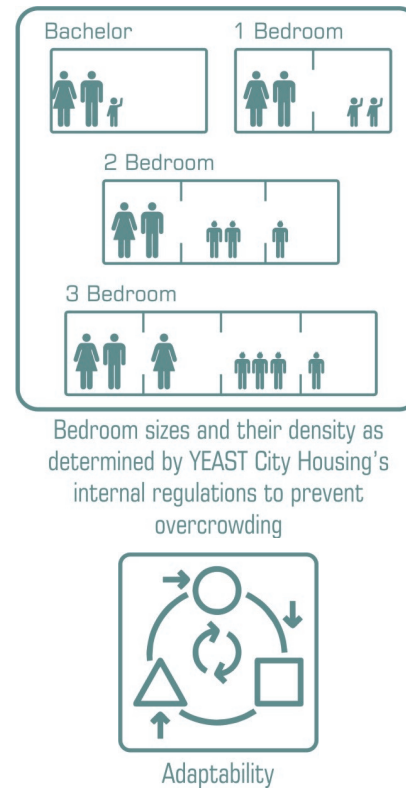 Bachelor
1 Bedroom
2 Bedroom
3 Bedroom
Bedroom sizes and their density as
determined by YEAST City Housing's
internal regulations to prevent
overcrowding
Adaptability